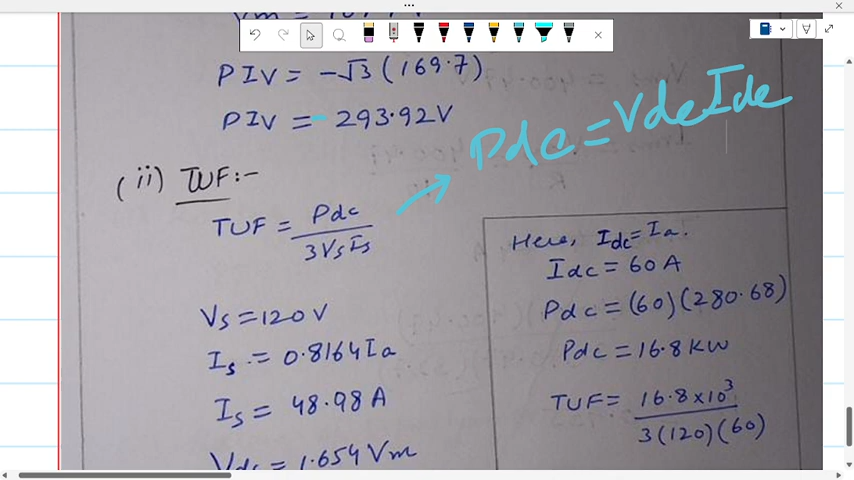 PIV = -√3 (169.7)
PIV = - 293.92V
Pdc = Vdc Idc
(ii) TUF:-
TUF = Pdc / 3VsIs
Vs = 120 V
Is = 0.8164 Ia
Is = 48.98 A
Vdc = 1.654 Vm
Here, Idc = Ia.
Idc = 60 A
Pdc = (60) (280.68)
Pdc = 16.8 KW
TUF = 16.8 x 10³ / 3(120)(60)